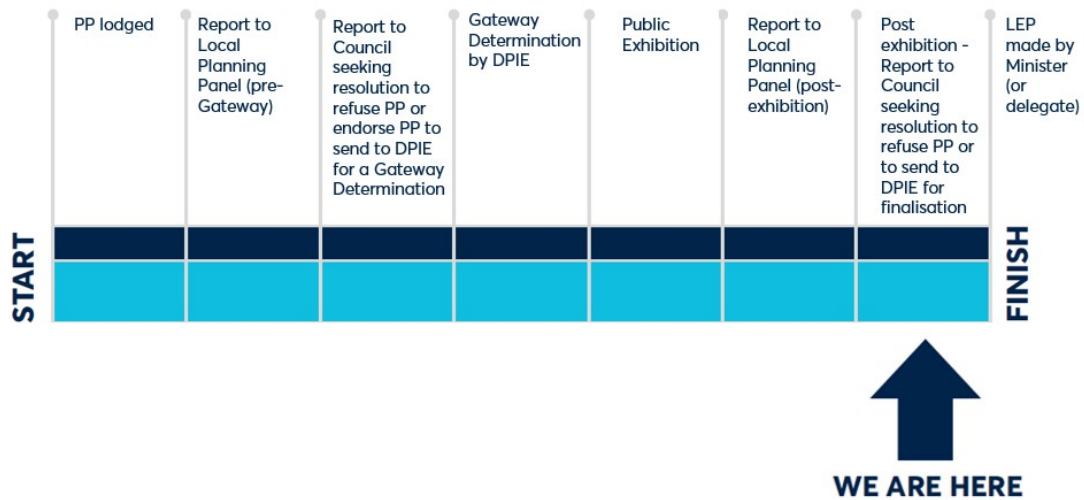 PP lodged
Report to
Local
Planning
Panel (pre-
Gateway)
Report to
Council
seeking
resolution to
refuse PP or
endorse PP to
send to DPIE
for a Gateway
Determination
Gateway
Determination
by DPIE
Public
Exhibition
Report to
Local
Planning
Panel (post-
exhibition)
Post
exhibition -
Report to
Council
seeking
resolution to
refuse PP or
to send to
DPIE for
finalisation
LEP
made by
Minister
(or
delegate)
START
FINISH
WE ARE HERE